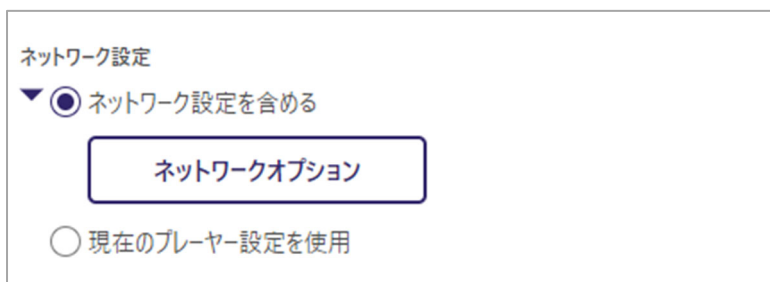 ネットワーク設定
ネットワーク設定を含める
ネットワークオプション
現在のプレーヤー設定を使用